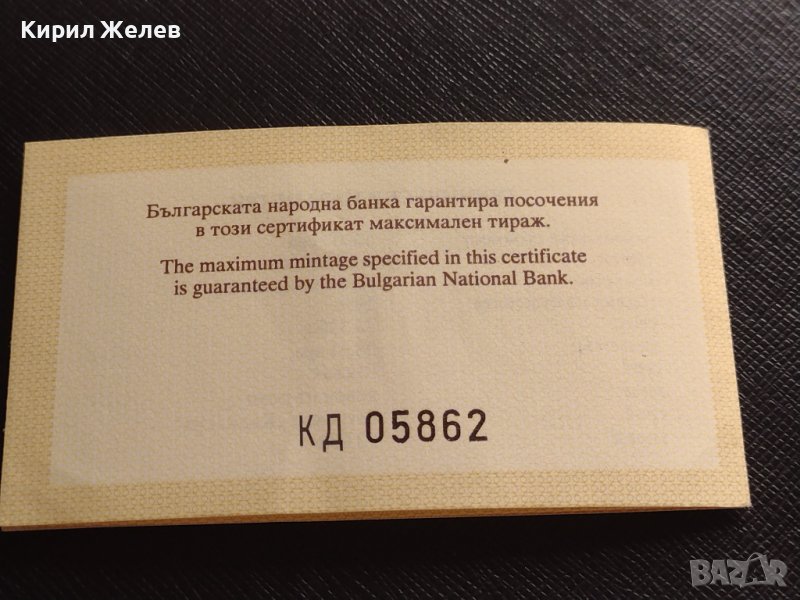 Кирил Желев
Българската народна банка гарантира посочения
в този сертификат максимален тираж.
The maximum mintage specified in this certificate
is guaranteed by the Bulgarian National Bank.
КД 05862
BAZAR